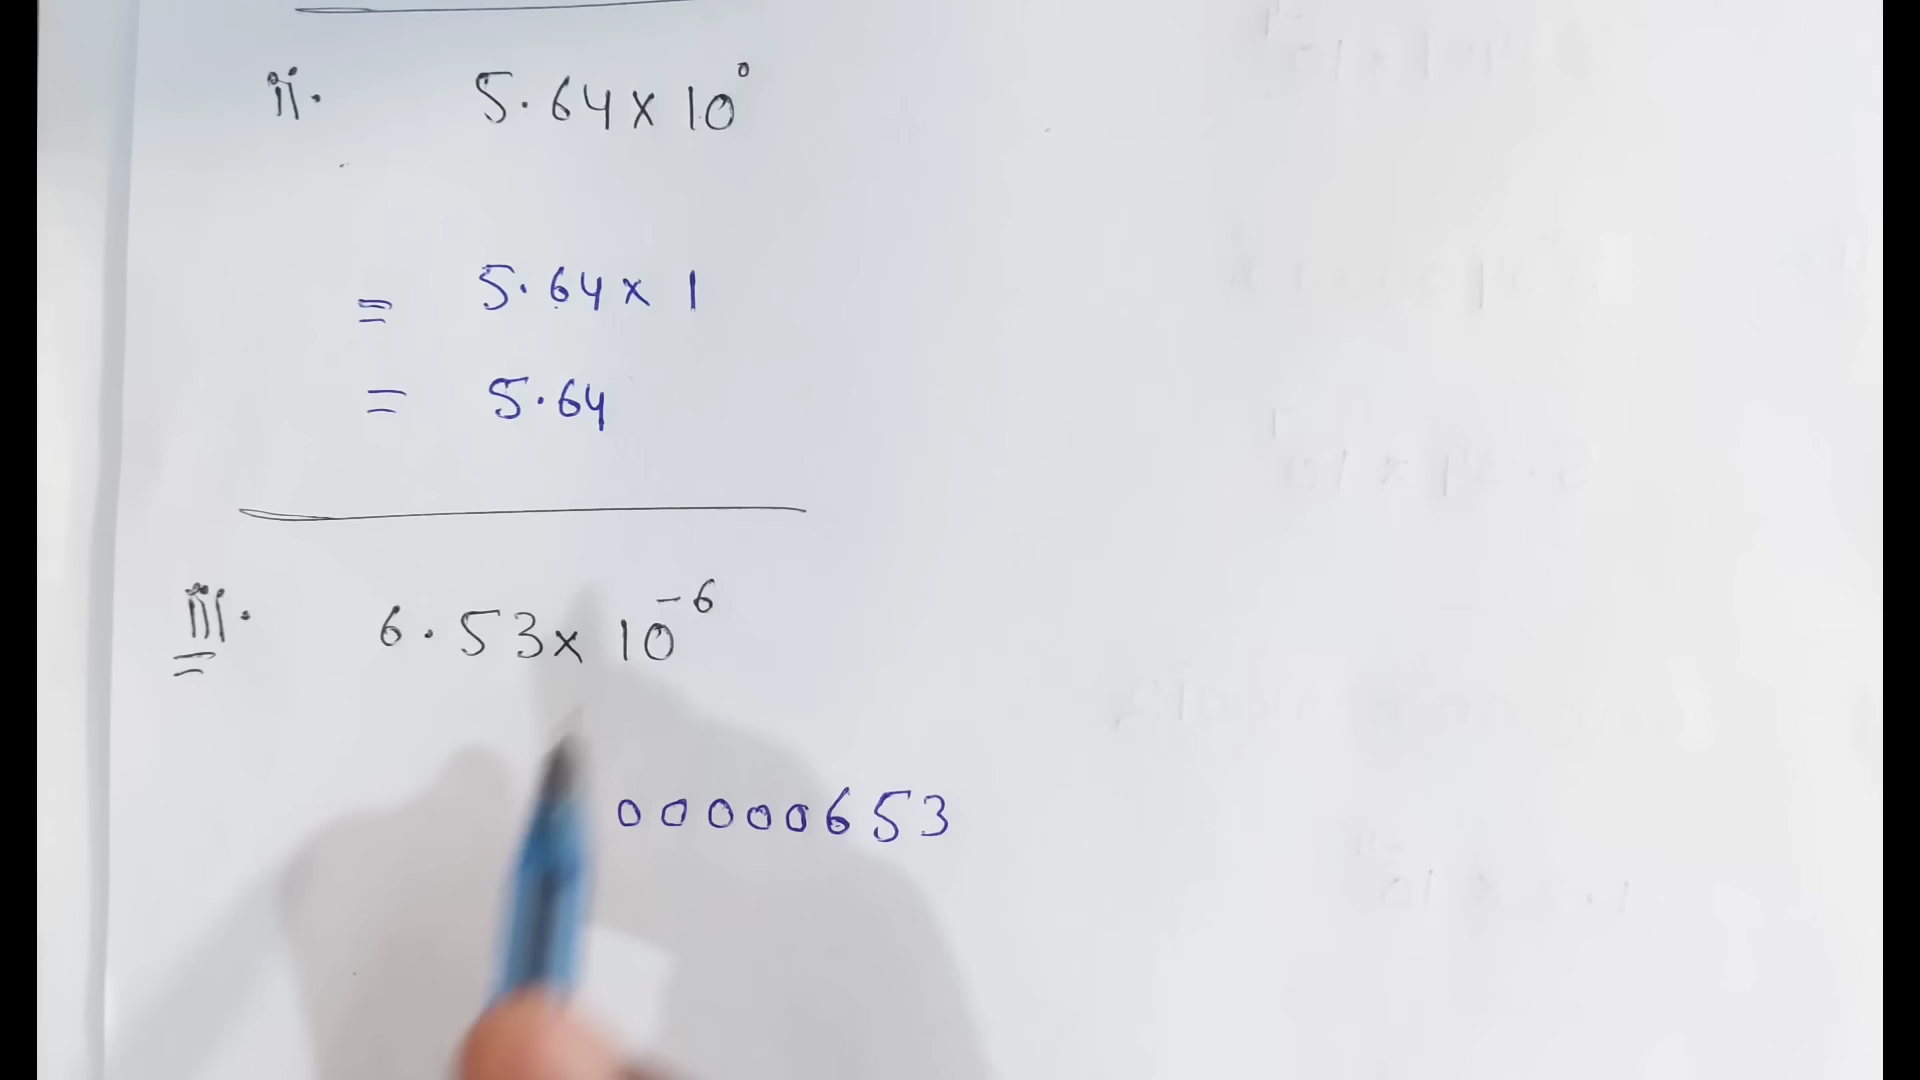 ii. 5.64 x 10⁰
= 5.64 x 1
= 5.64
iii. 6.53 x 10⁻⁶
00000653